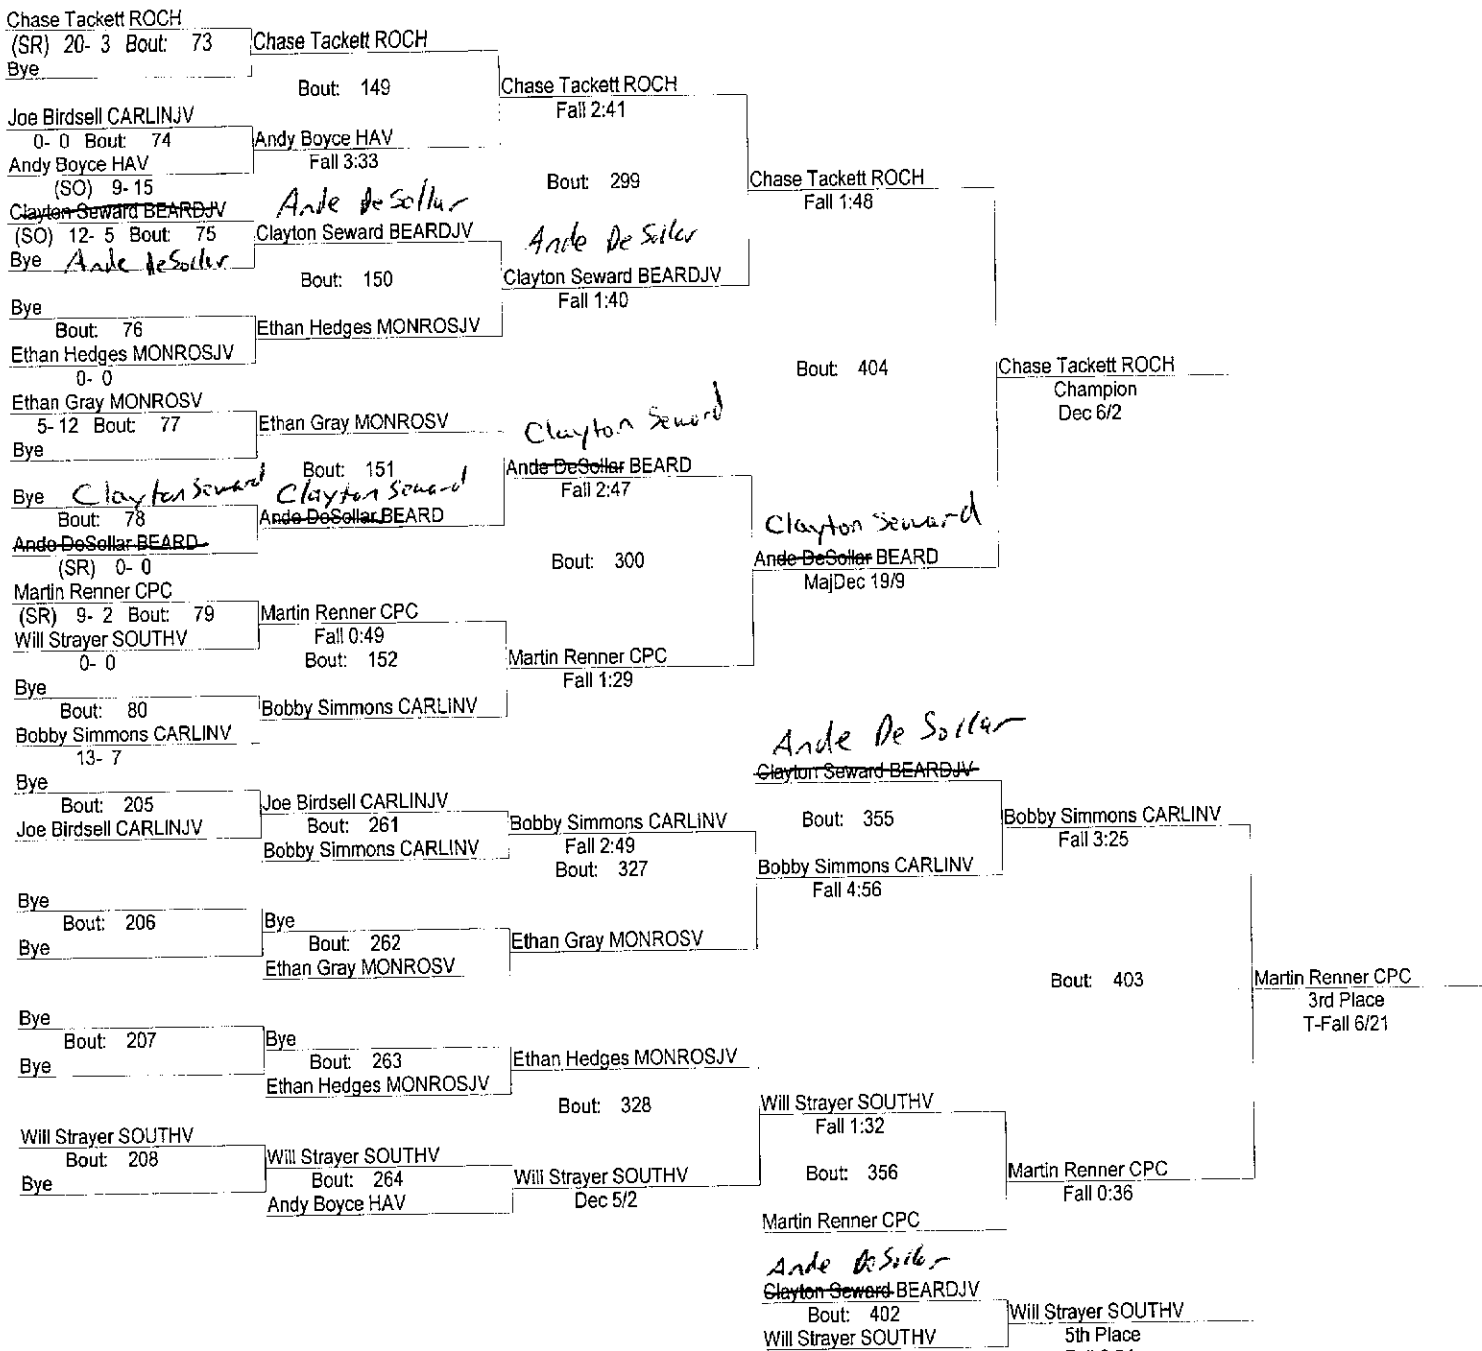 Chase Tackett ROCH
(SR) 20- 3 Bout: 73
Bye
Joe Birdsell CARLINJV
0- 0 Bout: 74
Andy Boyce HAV
(SO) 9- 15
Clayton Seward BEARDJV
(SO) 12- 5 Bout: 75
Bye Ande DeSollar
Bye
Bout: 76
Ethan Hedges MONROSJV
0- 0
Ethan Gray MONROSV
5- 12 Bout: 77
Bye
Bye Clayton Seward
Bout: 78
Ande DeSollar BEARD
(SR) 0- 0
Martin Renner CPC
(SR) 9- 2 Bout: 79
Will Strayer SOUTHV
0- 0
Bye
Bout: 80
Bobby Simmons CARLINV
13- 7
Bye
Bout: 205
Joe Birdsell CARLINJV
Bye
Bout: 206
Bye
Bye
Bout: 207
Bye
Will Strayer SOUTHV
Bout: 208
Bye
Chase Tackett ROCH
Bout: 149
Andy Boyce HAV
Fall 3:33
Ande DeSollar
Clayton Seward BEARDJV
Bout: 150
Ethan Hedges MONROSJV
Ethan Gray MONROSV
Bout: 151
Clayton Seward
Ande DeSollar BEARD
Martin Renner CPC
Fall 0:49
Bout: 152
Bobby Simmons CARLINV
Joe Birdsell CARLINJV
Bout: 261
Bobby Simmons CARLINV
Bye
Bout: 262
Ethan Gray MONROSV
Bye
Bout: 263
Ethan Hedges MONROSJV
Will Strayer SOUTHV
Bout: 264
Andy Boyce HAV
Chase Tackett ROCH
Fall 2:41
Bout: 299
Ande De Sollar
Clayton Seward BEARDJV
Fall 1:40
Clayton Seward
Ande DeSollar BEARD
Fall 2:47
Bout: 300
Martin Renner CPC
Fall 1:29
Bobby Simmons CARLINV
Fall 2:49
Bout: 327
Ethan Gray MONROSV
Ethan Hedges MONROSJV
Bout: 328
Will Strayer SOUTHV
Dec 5/2
Chase Tackett ROCH
Fall 1:48
Bout: 404
Clayton Seward
Ande DeSollar BEARD
MajDec 19/9
Ande De Sollar
Clayton Seward BEARDJV
Bout: 355
Bobby Simmons CARLINV
Fall 4:56
Will Strayer SOUTHV
Fall 1:32
Bout: 356
Martin Renner CPC
Ande DeSollar
Clayton Seward BEARDJV
Bout: 402
Will Strayer SOUTHV
Chase Tackett ROCH
Champion
Dec 6/2
Bobby Simmons CARLINV
Fall 3:25
Bout: 403
Martin Renner CPC
Fall 0:36
Will Strayer SOUTHV
5th Place
Martin Renner CPC
3rd Place
T-Fall 6/21